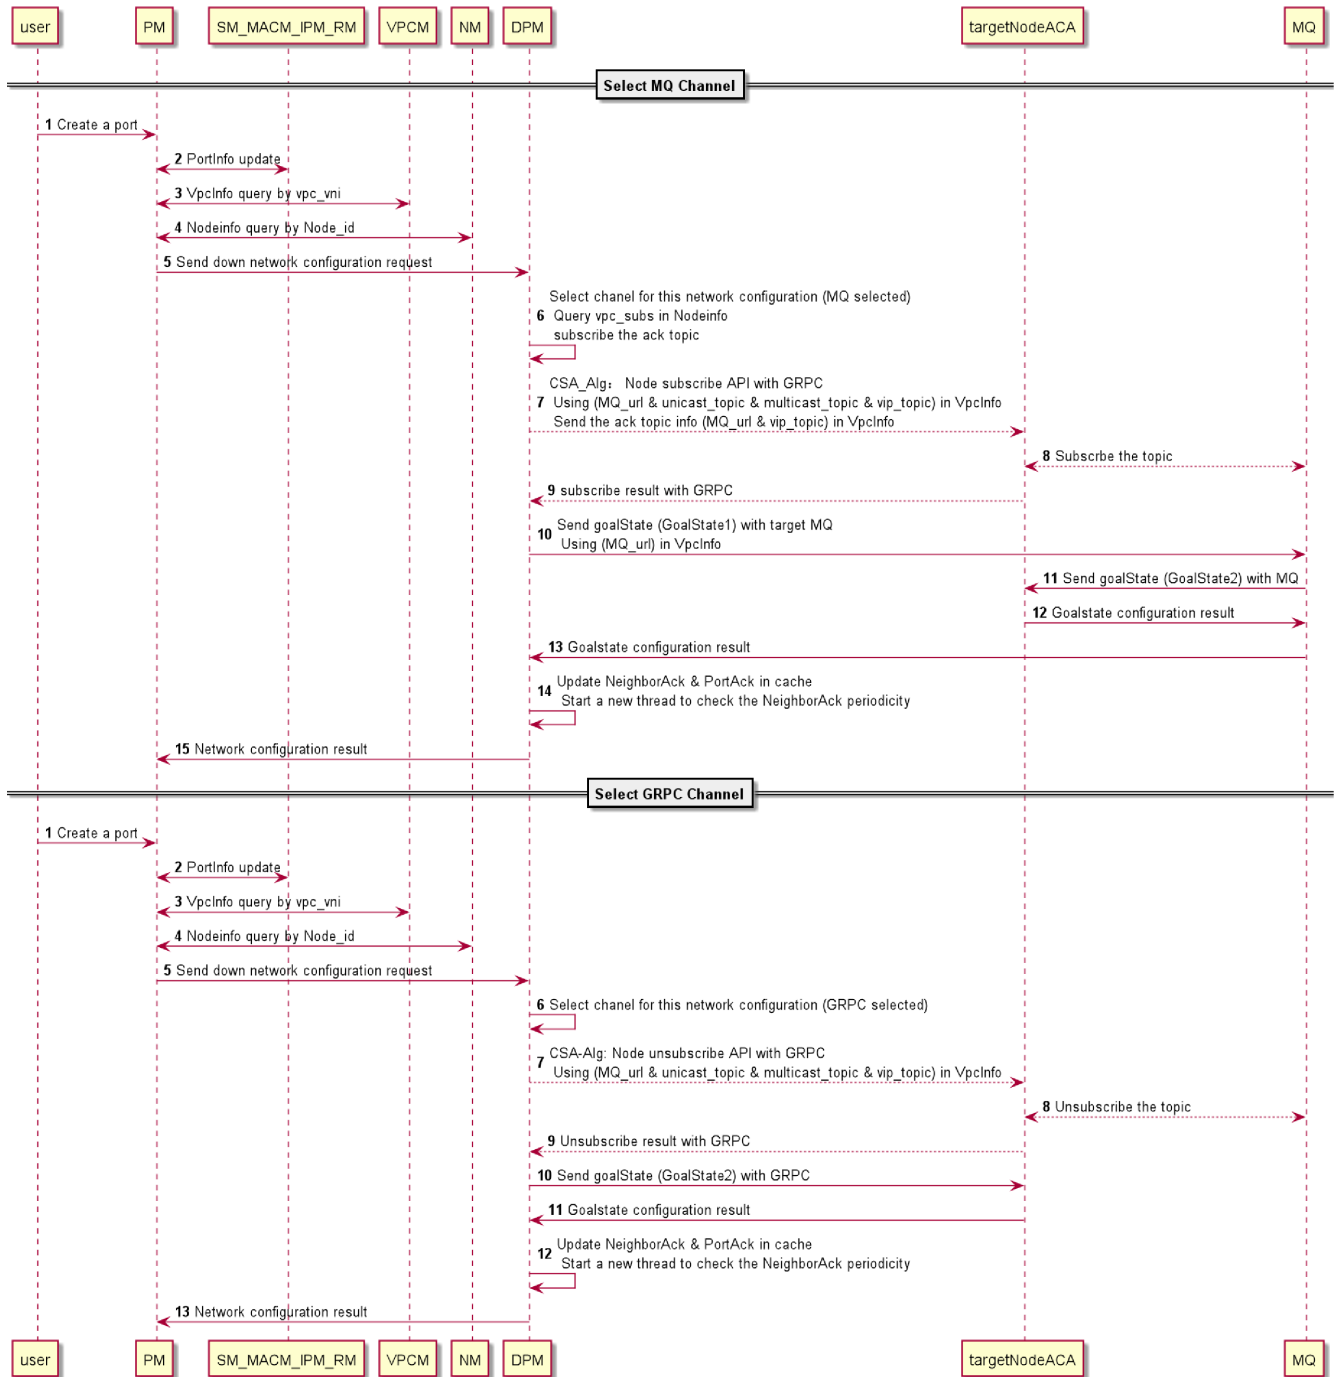 user PM SM_MACM_IPM_RM VPCM NM DPM targetNodeACA MQ
Select MQ Channel
1 Create a port
2 PortInfo update
3 VpcInfo query by vpc_vni
4 Nodeinfo query by Node_id
5 Send down network configuration request
Select chanel for this network configuration (MQ selected)
6 Query vpc_subs in Nodeinfo
subscribe the ack topic
CSA_Alg： Node subscribe API with GRPC
7 Using (MQ_url & unicast_topic & multicast_topic & vip_topic) in VpcInfo
Send the ack topic info (MQ_url & vip_topic) in VpcInfo
8 Subscrbe the topic
9 subscribe result with GRPC
10 Send goalState (GoalState1) with target MQ
Using (MQ_url) in VpcInfo
11 Send goalState (GoalState2) with MQ
12 Goalstate configuration result
13 Goalstate configuration result
14 Update NeighborAck & PortAck in cache
Start a new thread to check the NeighborAck periodicity
15 Network configuration result
Select GRPC Channel
1 Create a port
2 PortInfo update
3 VpcInfo query by vpc_vni
4 Nodeinfo query by Node_id
5 Send down network configuration request
6 Select chanel for this network configuration (GRPC selected)
7 CSA-Alg: Node unsubscribe API with GRPC
Using (MQ_url & unicast_topic & multicast_topic & vip_topic) in VpcInfo
8 Unsubscribe the topic
9 Unsubscribe result with GRPC
10 Send goalState (GoalState2) with GRPC
11 Goalstate configuration result
12 Update NeighborAck & PortAck in cache
Start a new thread to check the NeighborAck periodicity
13 Network configuration result
user PM SM_MACM_IPM_RM VPCM NM DPM targetNodeACA MQ